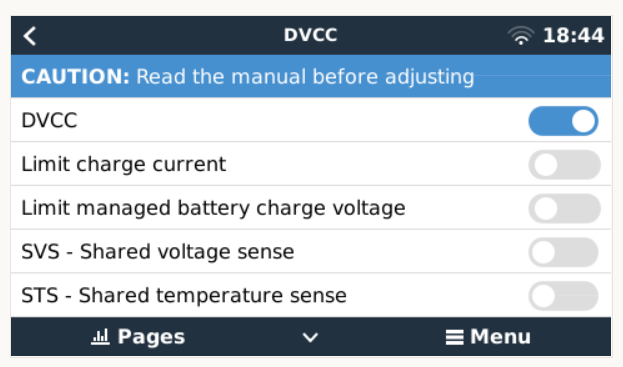 DVCC 18:44
CAUTION: Read the manual before adjusting
DVCC
Limit charge current
Limit managed battery charge voltage
SVS - Shared voltage sense
STS - Shared temperature sense
Pages Menu